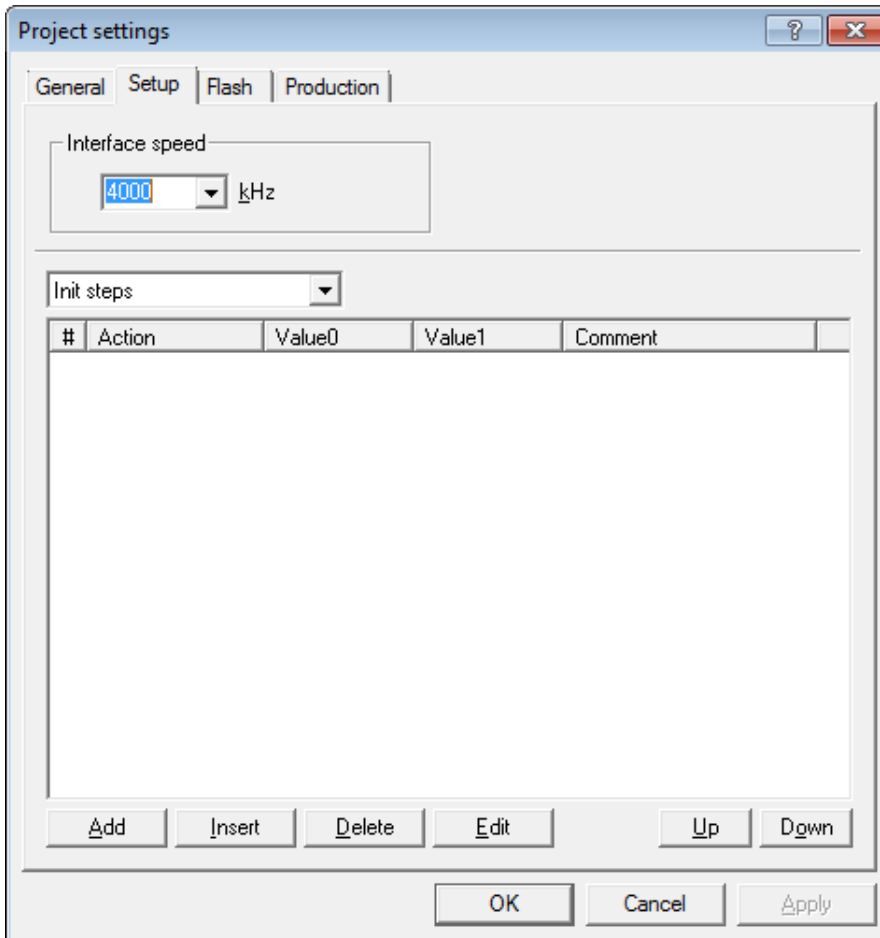 Project settings
General Setup Flash Production
Interface speed
4000 kHz
Init steps
# Action Value0 Value1 Comment
Add Insert Delete Edit Up Down
OK Cancel Apply